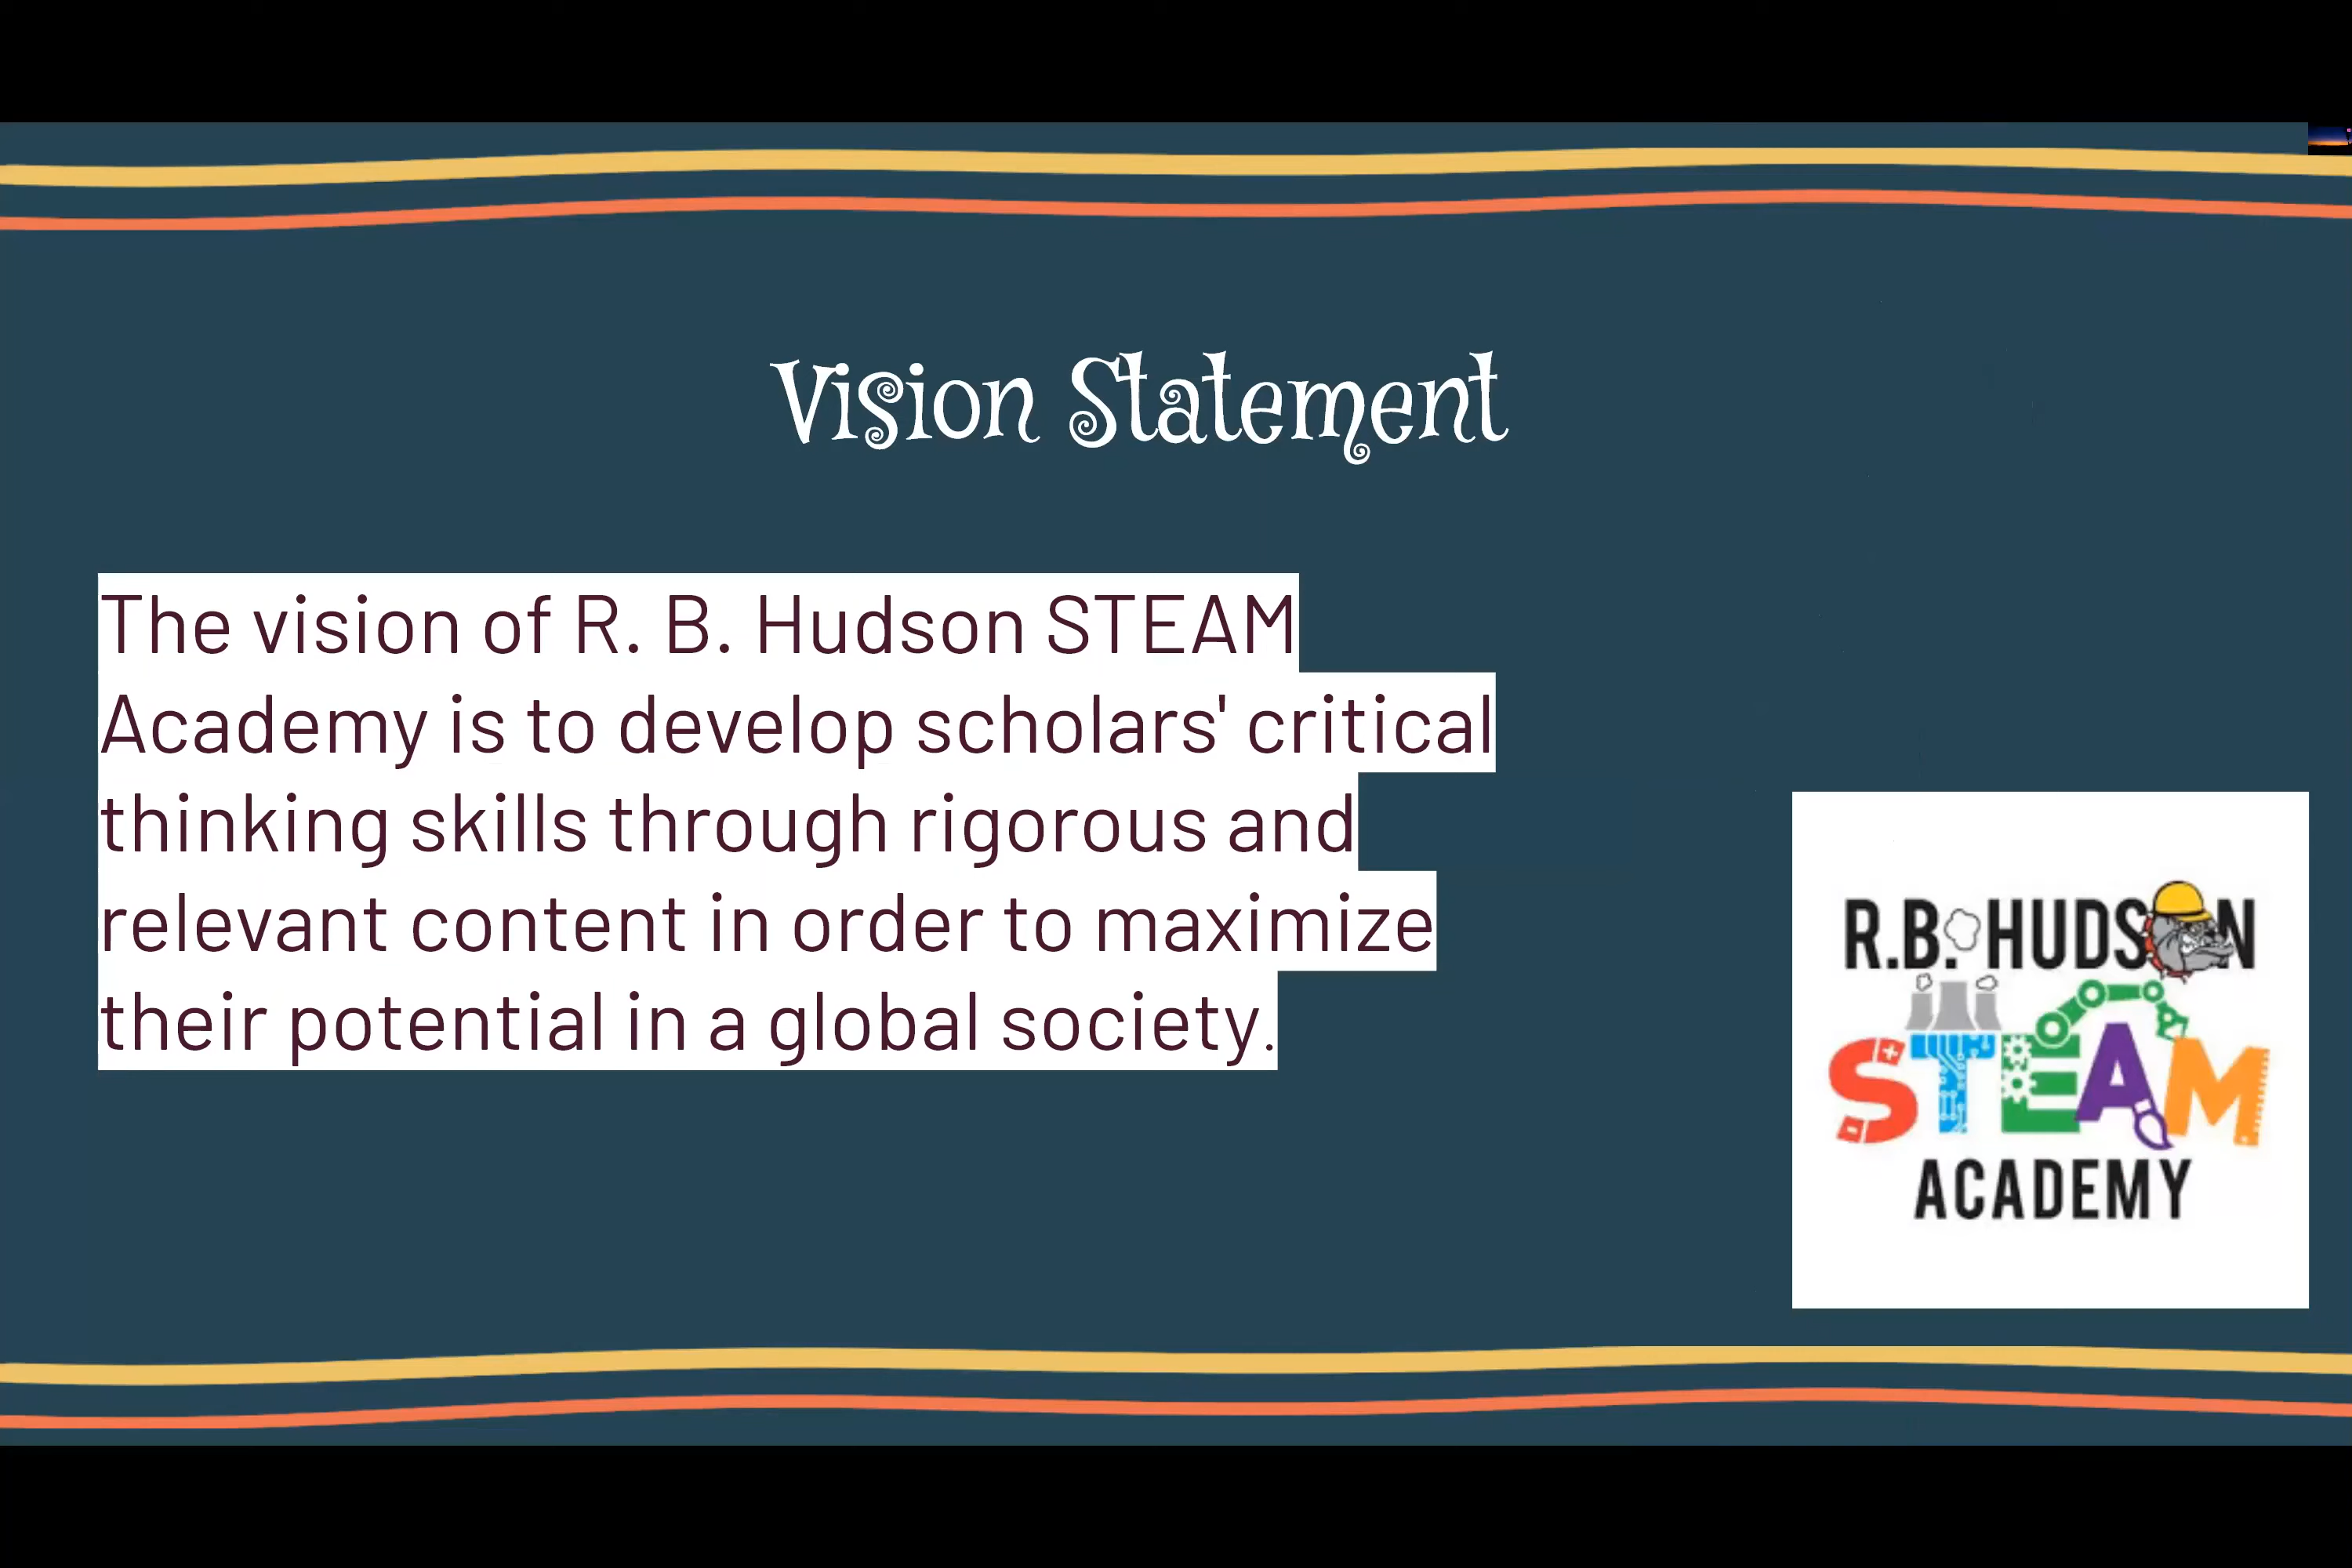 Vision Statement
The vision of R. B. Hudson STEAM
Academy is to develop scholars' critical
thinking skills through rigorous and
relevant content in order to maximize
their potential in a global society.
R.B. HUDSON
STEAM
ACADEMY